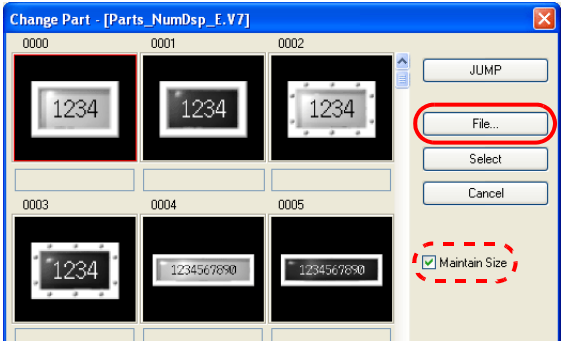 Change Part - [Parts_NumDsp_E.V7]
0000 0001 0002
JUMP
1234 1234 1234
File...
Select
Cancel
0003 0004 0005
Maintain Size
1234 1234567890 1234567890